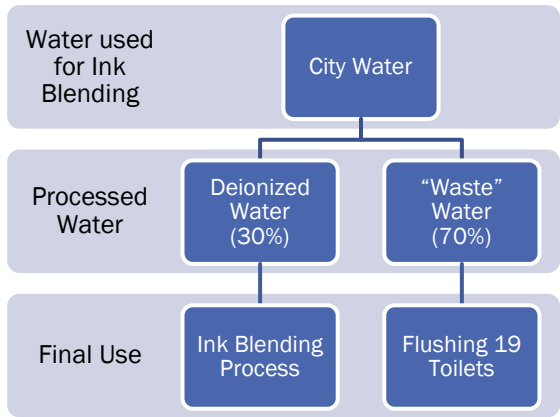 Water used
for Ink
Blending
City Water
Processed
Water
Deionized
Water
(30%)
“Waste”
Water
(70%)
Final Use
Ink Blending
Process
Flushing 19
Toilets